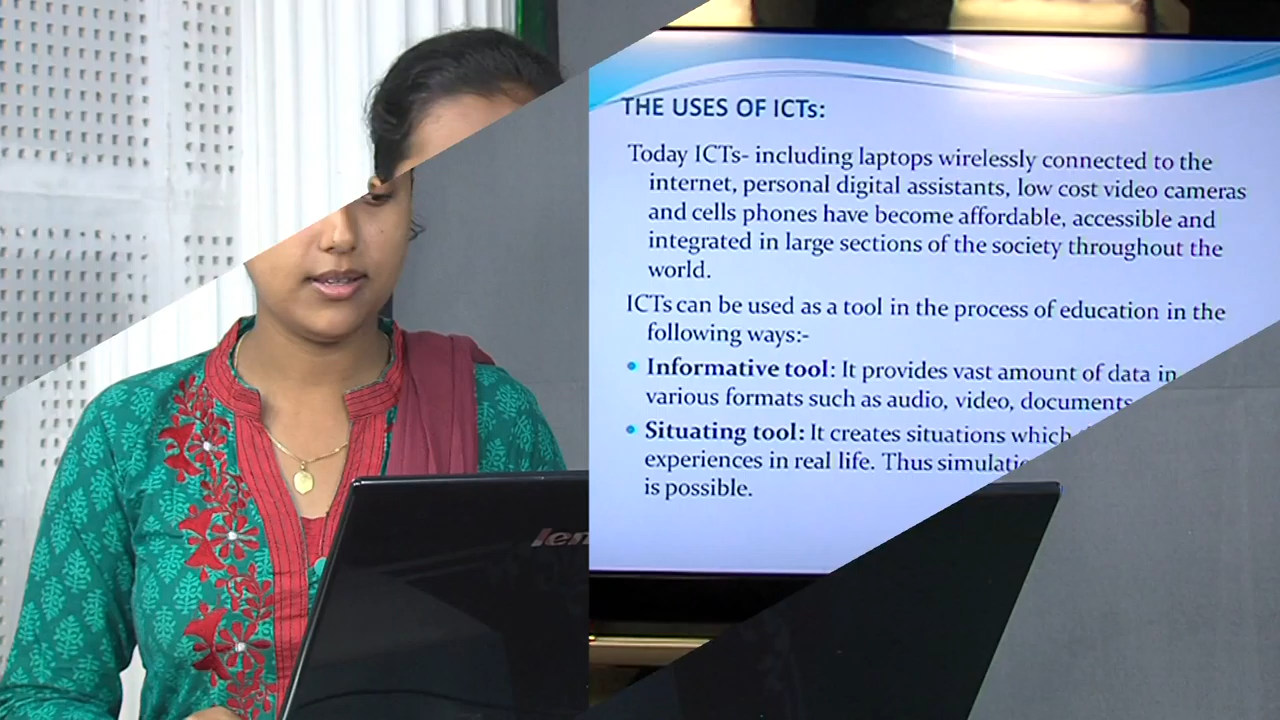 THE USES OF ICTs:
Today ICTs- including laptops wirelessly connected to the
internet, personal digital assistants, low cost video cameras
and cells phones have become affordable, accessible and
integrated in large sections of the society throughout the
world.
ICTs can be used as a tool in the process of education in the
following ways:-
• Informative tool: It provides vast amount of data in
various formats such as audio, video, documents
• Situating tool: It creates situations which
experiences in real life. Thus
is possible.